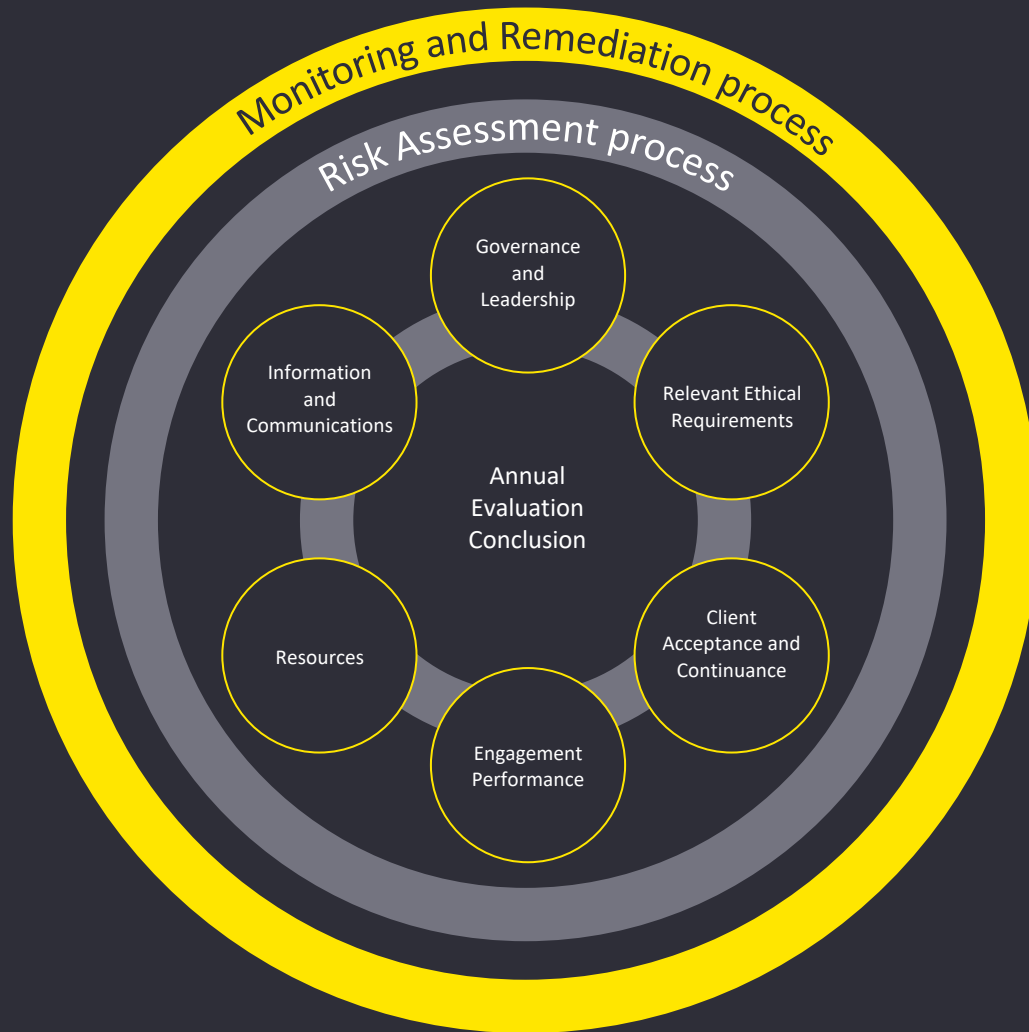 Monitoring and Remediation process
Risk Assessment process
Governance
and
Leadership
Relevant Ethical
Requirements
Client
Acceptance and
Continuance
Engagement
Performance
Resources
Information
and
Communications
Annual
Evaluation
Conclusion